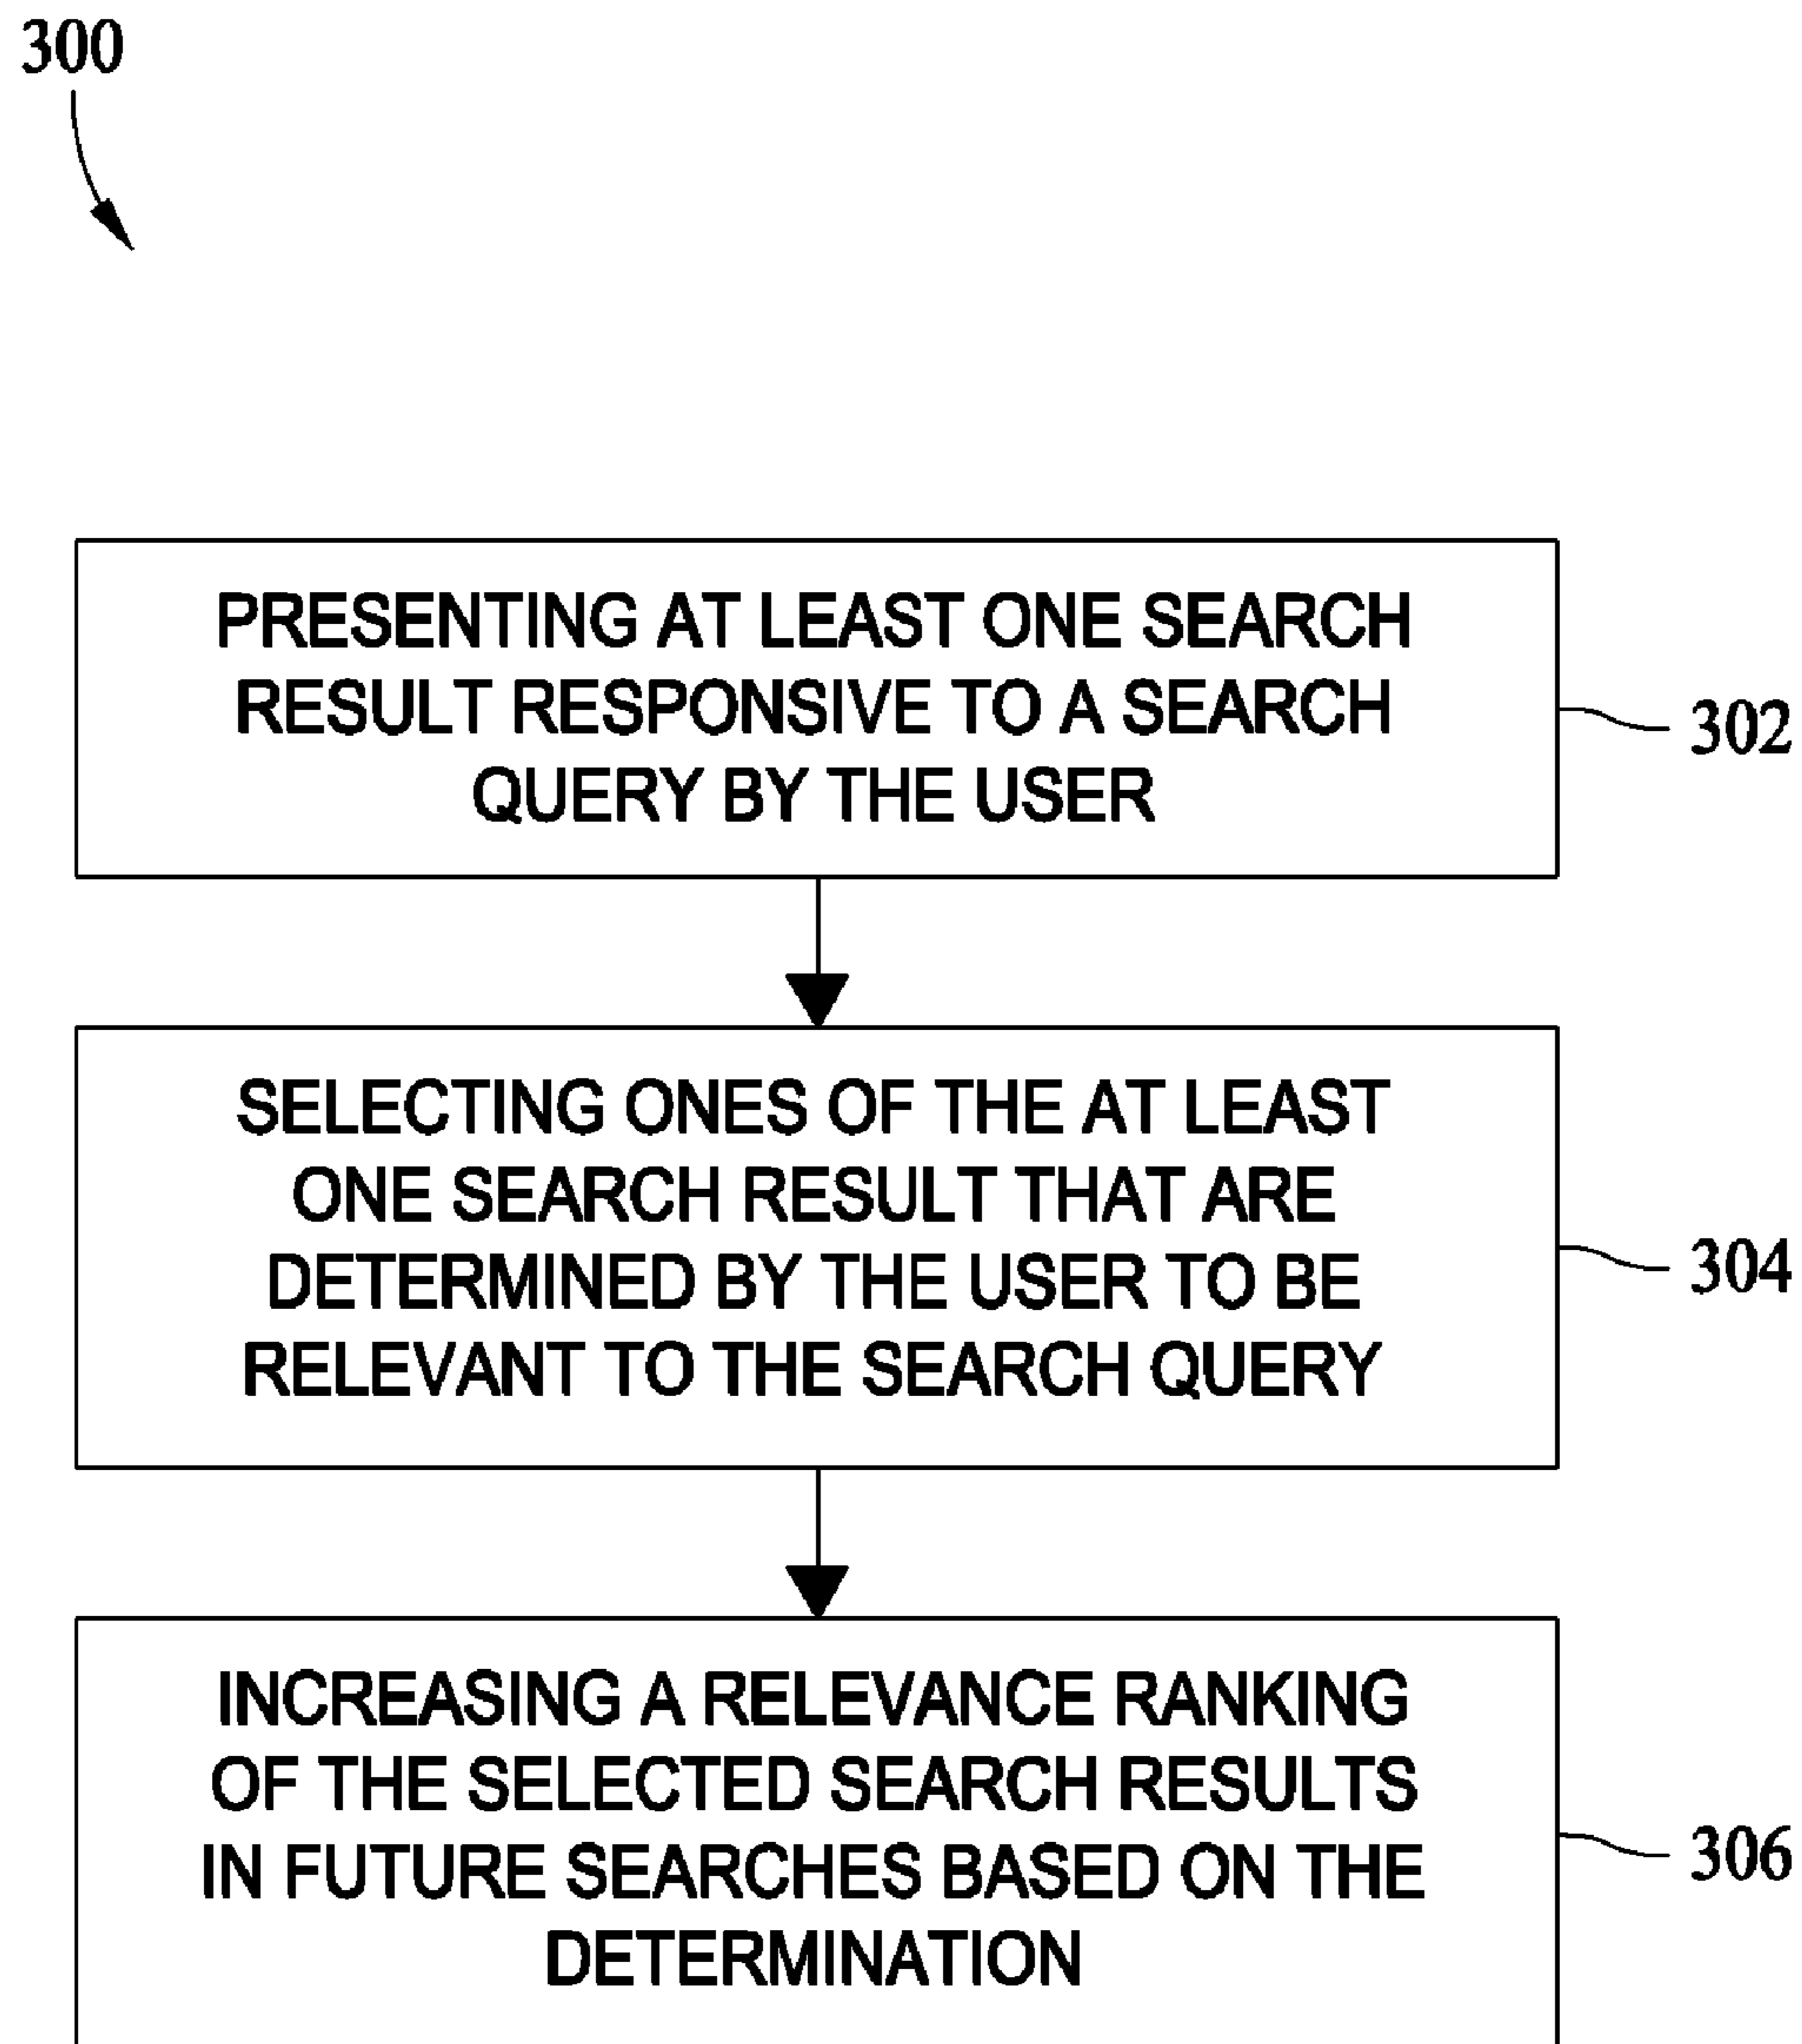 300
PRESENTING AT LEAST ONE SEARCH
RESULT RESPONSIVE TO A SEARCH
QUERY BY THE USER
302
SELECTING ONES OF THE AT LEAST
ONE SEARCH RESULT THAT ARE
DETERMINED BY THE USER TO BE
RELEVANT TO THE SEARCH QUERY
304
INCREASING A RELEVANCE RANKING
OF THE SELECTED SEARCH RESULTS
IN FUTURE SEARCHES BASED ON THE
DETERMINATION
306